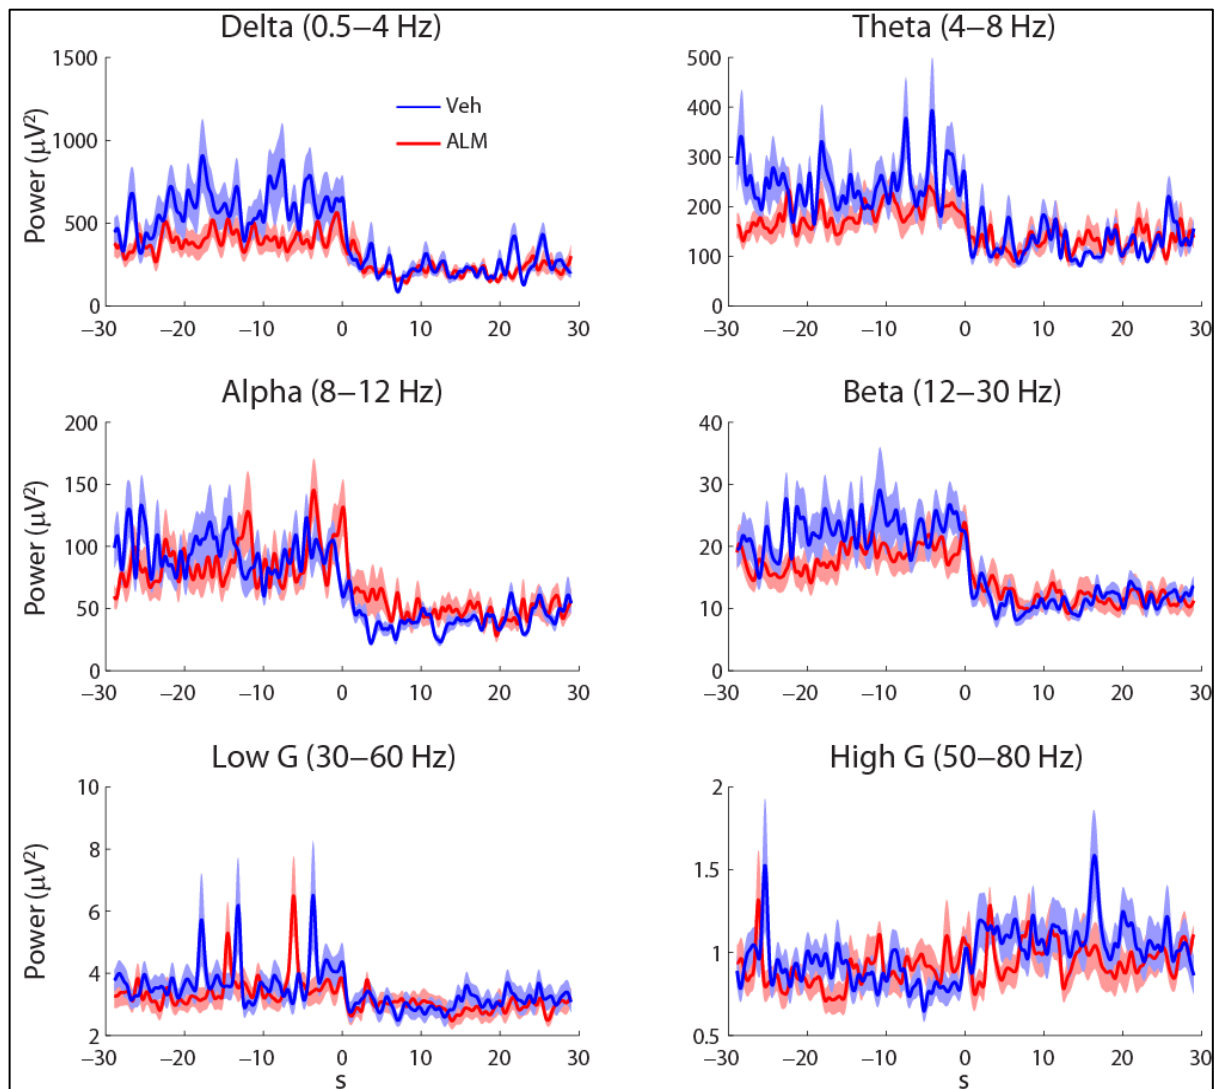 Delta (0.5–4 Hz)
Theta (4–8 Hz)
1500
1000
500
0
Power (μV²)
Veh
ALM
−30 −20 −10 0 10 20 30
500
400
300
200
100
0
−30 −20 −10 0 10 20 30
Alpha (8–12 Hz)
Beta (12–30 Hz)
200
150
100
50
0
Power (μV²)
−30 −20 −10 0 10 20 30
40
30
20
10
0
−30 −20 −10 0 10 20 30
Low G (30–60 Hz)
High G (50–80 Hz)
10
8
6
4
2
Power (μV²)
−30 −20 −10 0 10 20 30
s
2
1.5
1
0.5
−30 −20 −10 0 10 20 30
s